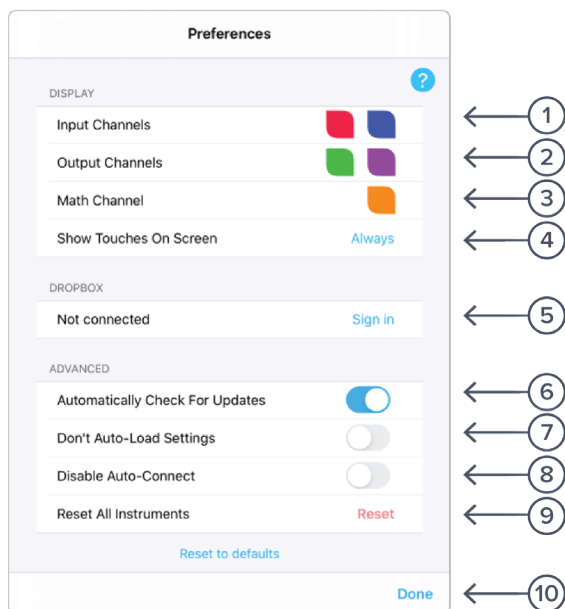 Preferences
?
DISPLAY
Input Channels 1
Output Channels 2
Math Channel 3
Show Touches On Screen Always 4
DROPBOX
Not connected Sign in 5
ADVANCED
Automatically Check For Updates 6
Don't Auto-Load Settings 7
Disable Auto-Connect 8
Reset All Instruments Reset 9
Reset to defaults
Done 10